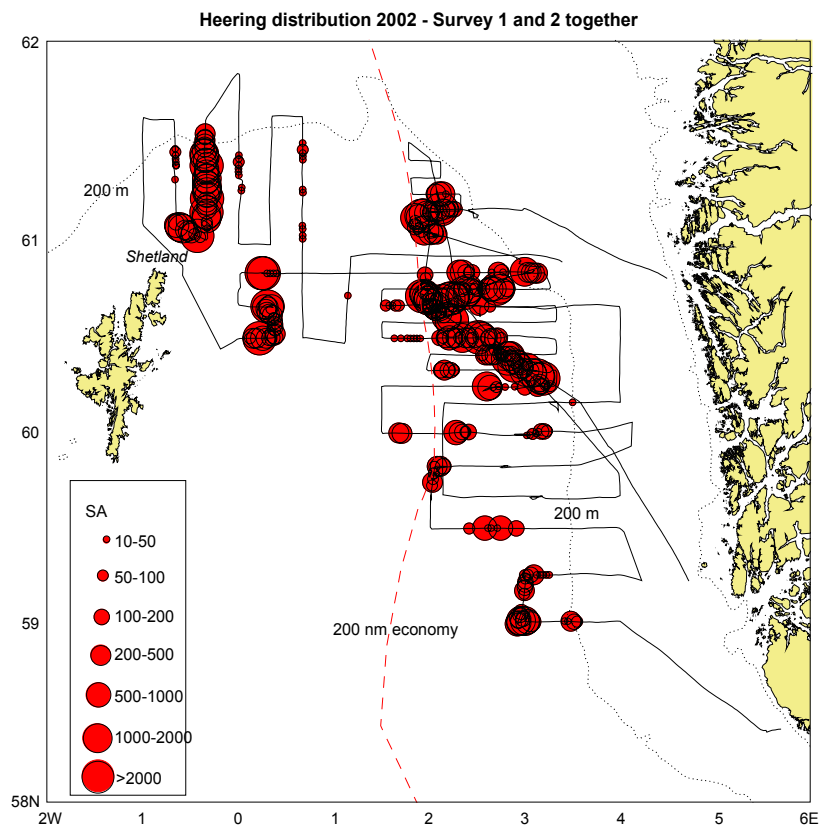 Heering distribution 2002 - Survey 1 and 2 together
62
200 m
61
Shetland
60
SA
10-50
50-100
100-200
200-500
500-1000
1000-2000
>2000
200 m
59
200 nm economy
58N
2W
1
0
1
2
3
4
5
6E